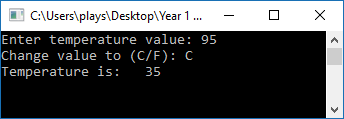 C:\Users\plays\Desktop\Year 1 ...
Enter temperature value: 95
Change value to (C/F): C
Temperature is:   35